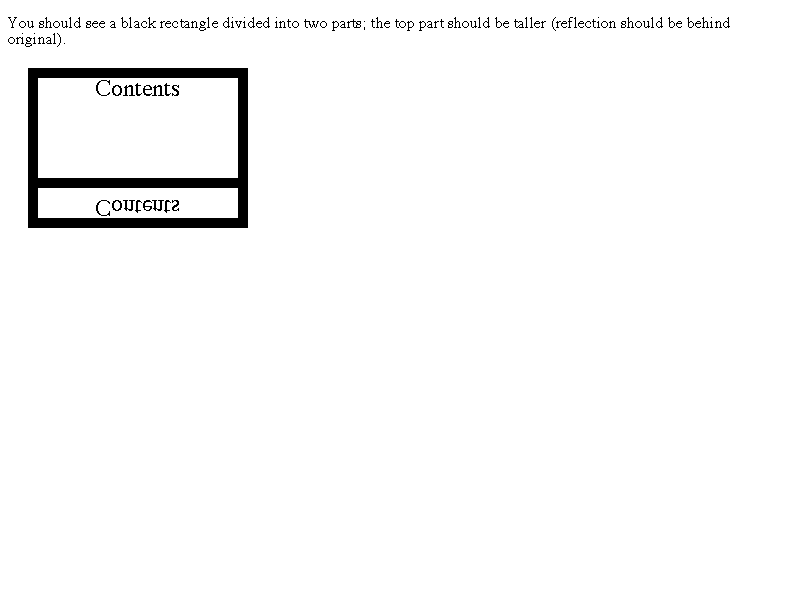 You should see a black rectangle divided into two parts; the top part should be taller (reflection should be behind
original).
Contents
Contents